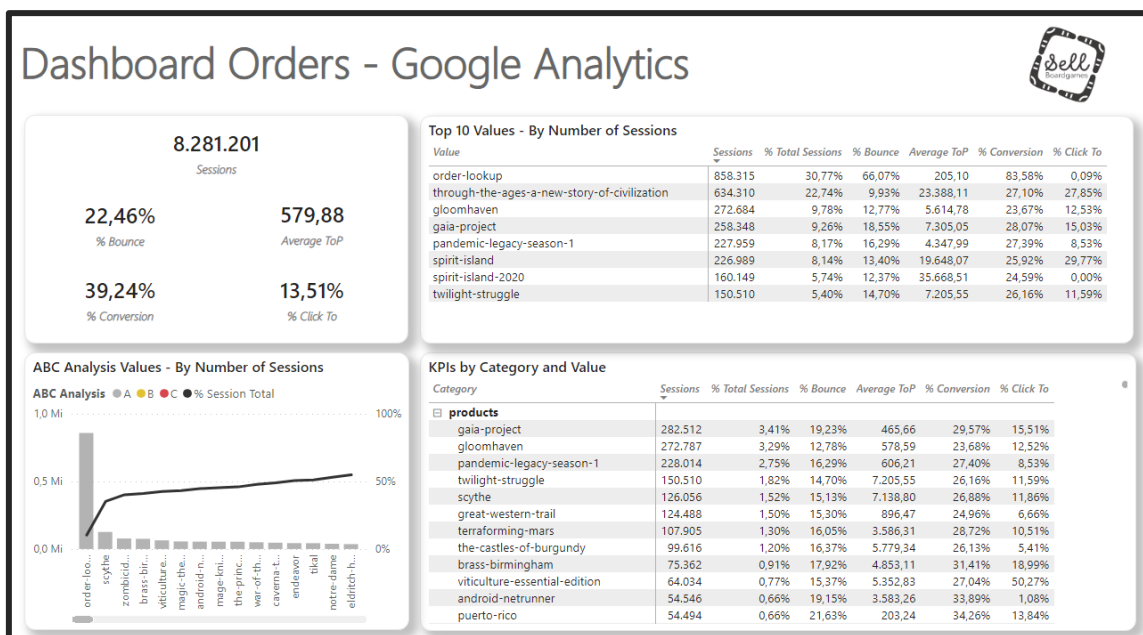 Dashboard Orders - Google Analytics
Sell
Boardgames
8.281.201
Sessions
22,46%
% Bounce
579,88
Average ToP
39,24%
% Conversion
13,51%
% Click To
Top 10 Values - By Number of Sessions
Value Sessions % Total Sessions % Bounce Average ToP % Conversion % Click To
order-lookup 858.315 30,77% 66,07% 205,10 83,58% 0,09%
through-the-ages-a-new-story-of-civilization 634.310 22,74% 9,93% 23.388,11 27,10% 27,85%
gloomhaven 272.684 9,78% 12,77% 5.614,78 23,67% 12,53%
gaia-project 258.348 9,26% 18,55% 7.305,05 28,07% 15,03%
pandemic-legacy-season-1 227.959 8,17% 16,29% 4.347,99 27,39% 8,53%
spirit-island 226.989 8,14% 13,40% 19.648,07 25,92% 29,77%
spirit-island-2020 160.149 5,74% 12,37% 35.668,51 24,59% 0,00%
twilight-struggle 150.510 5,40% 14,70% 7.205,55 26,16% 11,59%
ABC Analysis Values - By Number of Sessions
ABC Analysis A B C % Session Total
1,0 Mi 100%
0,5 Mi 50%
0,0 Mi 0%
order-loo...
scythe
zombicid...
brass-bir...
viticulture...
magic-the...
android-n...
mage-kni...
the-princ...
war-of-th...
caverna-t...
endeavor
tikal
notre-dame
eldritch-h...
KPIs by Category and Value
Category Sessions % Total Sessions % Bounce Average ToP % Conversion % Click To
products
gaia-project 282.512 3,41% 19,23% 465,66 29,57% 15,51%
gloomhaven 272.787 3,29% 12,78% 578,59 23,68% 12,52%
pandemic-legacy-season-1 228.014 2,75% 16,29% 606,21 27,40% 8,53%
twilight-struggle 150.510 1,82% 14,70% 7.205,55 26,16% 11,59%
scythe 126.056 1,52% 15,13% 7.138,80 26,88% 11,86%
great-western-trail 124.488 1,50% 15,30% 896,47 24,96% 6,66%
terraforming-mars 107.905 1,30% 16,05% 3.586,31 28,72% 10,51%
the-castles-of-burgundy 99.616 1,20% 16,37% 5.779,34 26,13% 5,41%
brass-birmingham 75.362 0,91% 17,92% 4.853,11 31,41% 18,99%
viticulture-essential-edition 64.034 0,77% 15,37% 5.352,83 27,04% 50,27%
android-netrunner 54.546 0,66% 19,15% 3.583,26 33,89% 1,08%
puerto-rico 54.494 0,66% 21,63% 203,24 34,26% 13,84%